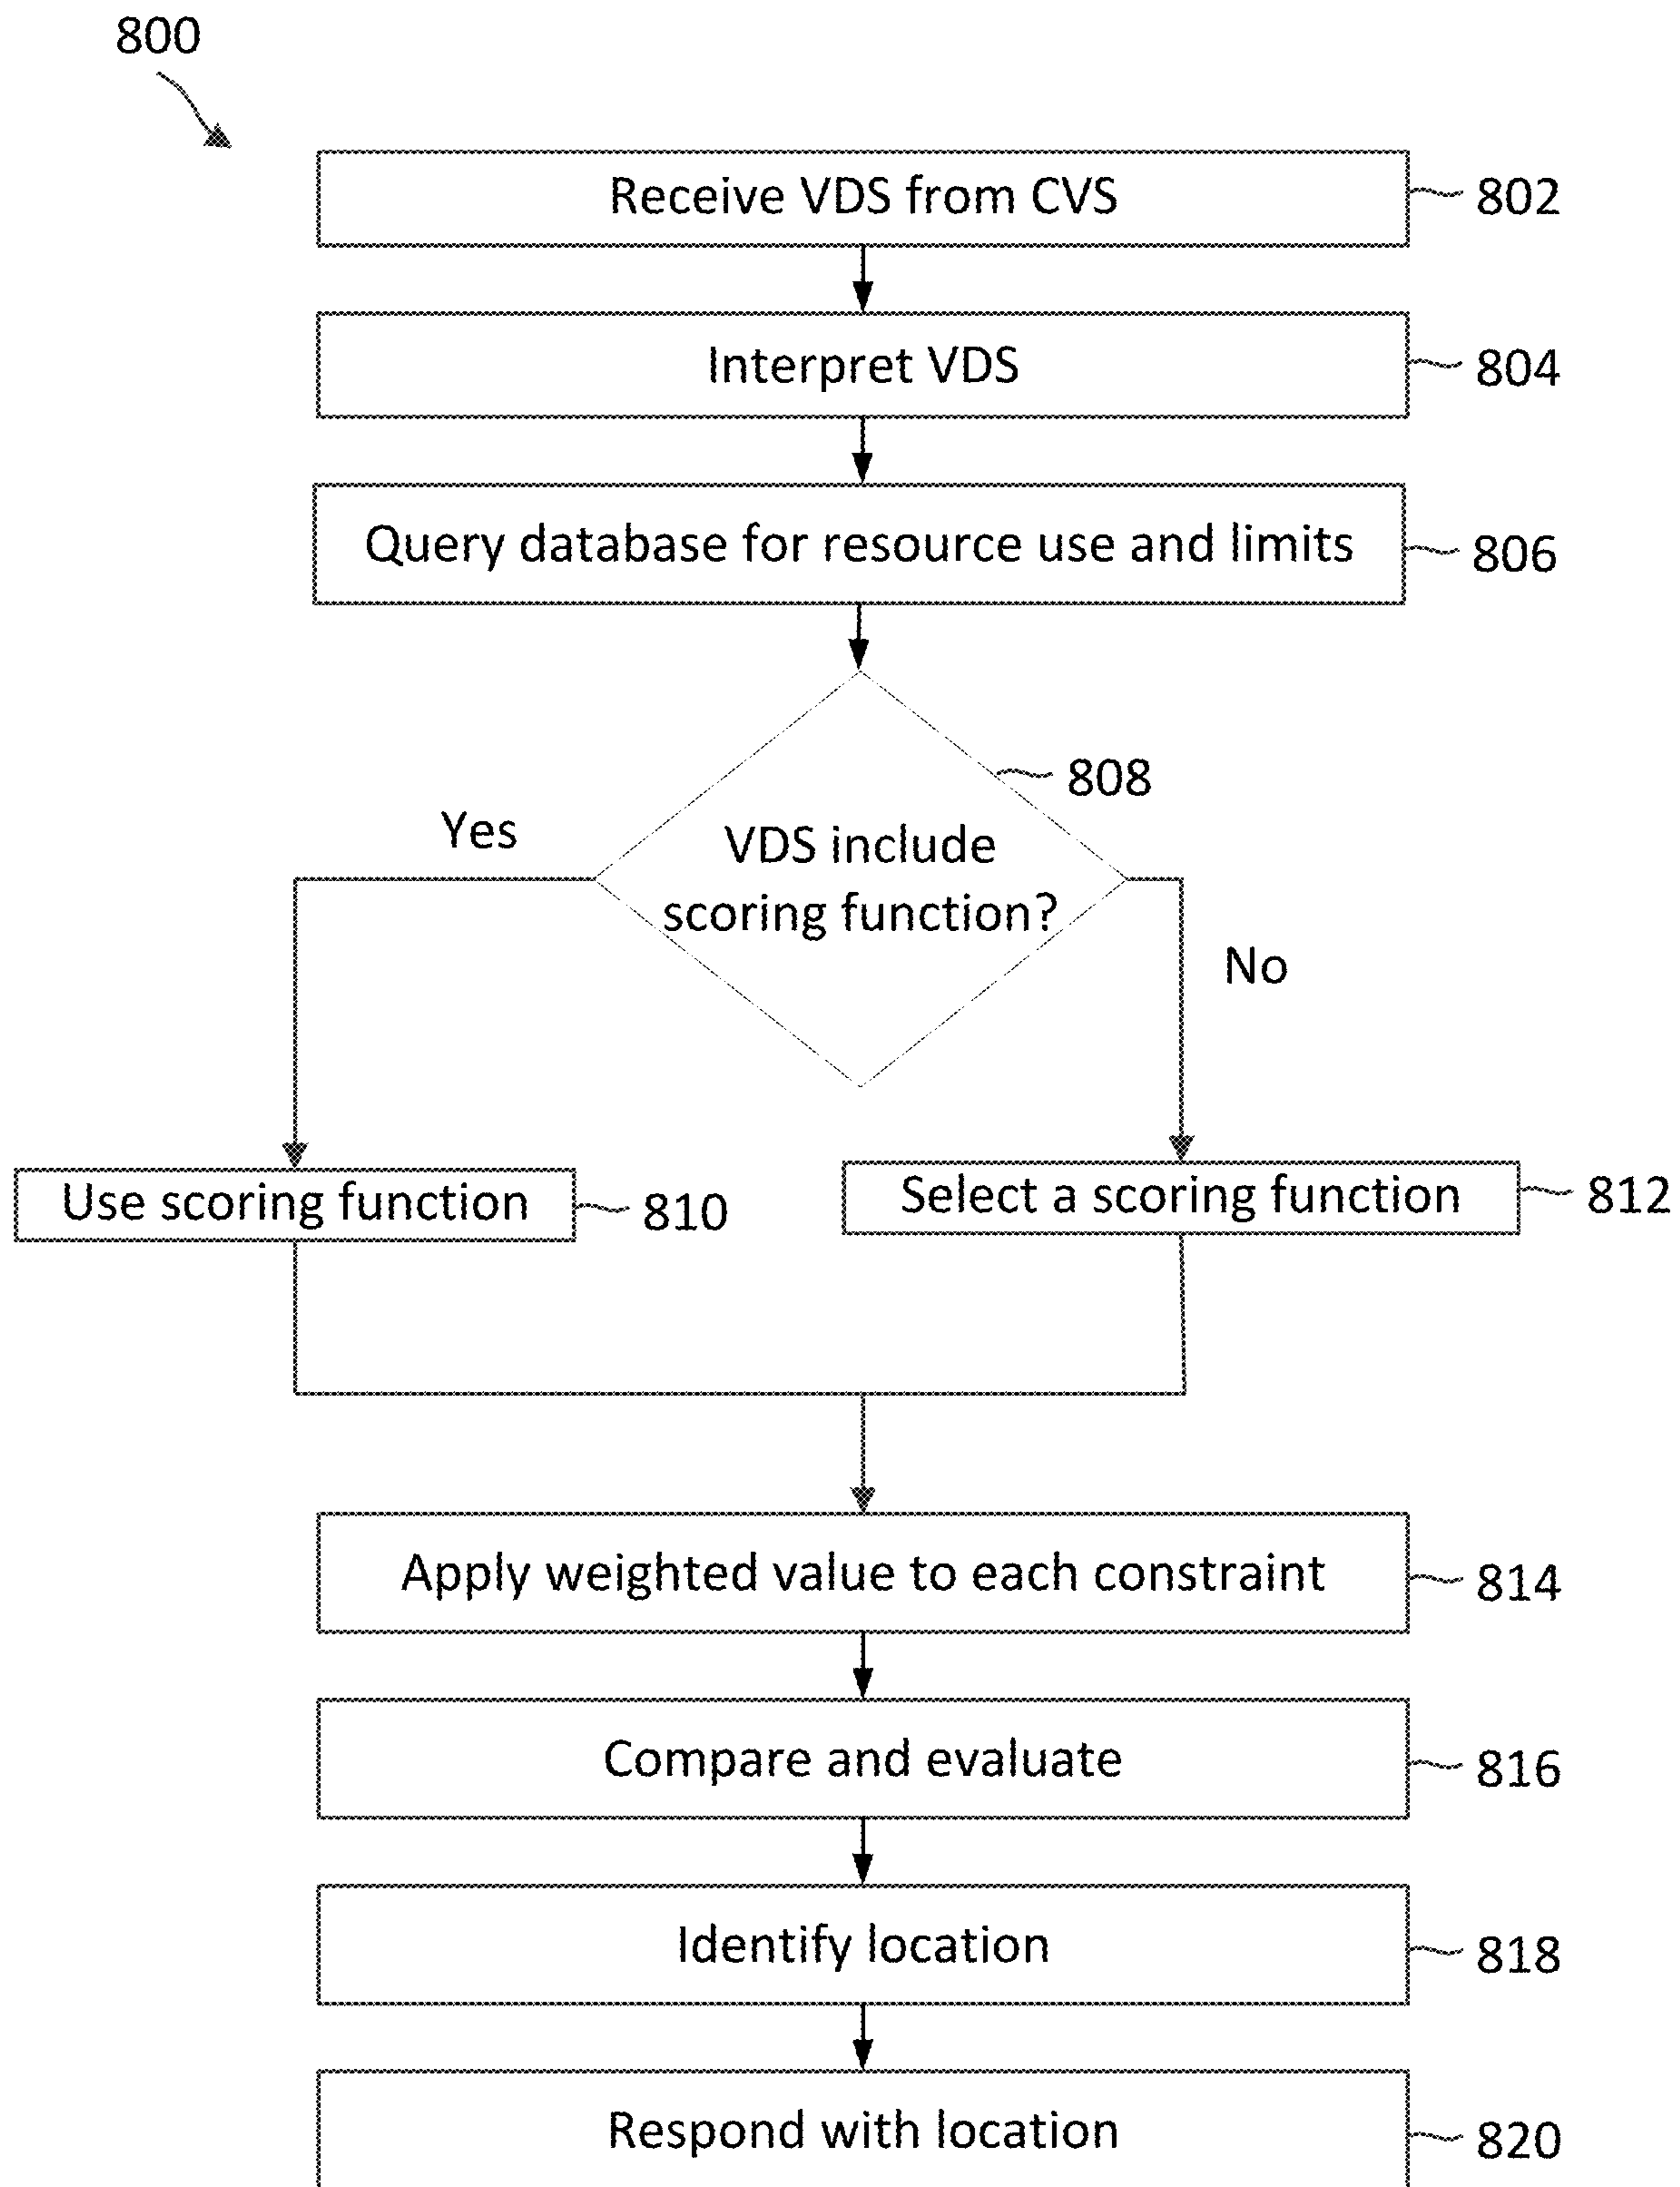 800
Receive VDS from CVS
802
Interpret VDS
804
Query database for resource use and limits
806
808
Yes
VDS include
scoring function?
No
Use scoring function
810
Select a scoring function
812
Apply weighted value to each constraint
814
Compare and evaluate
816
Identify location
818
Respond with location
820